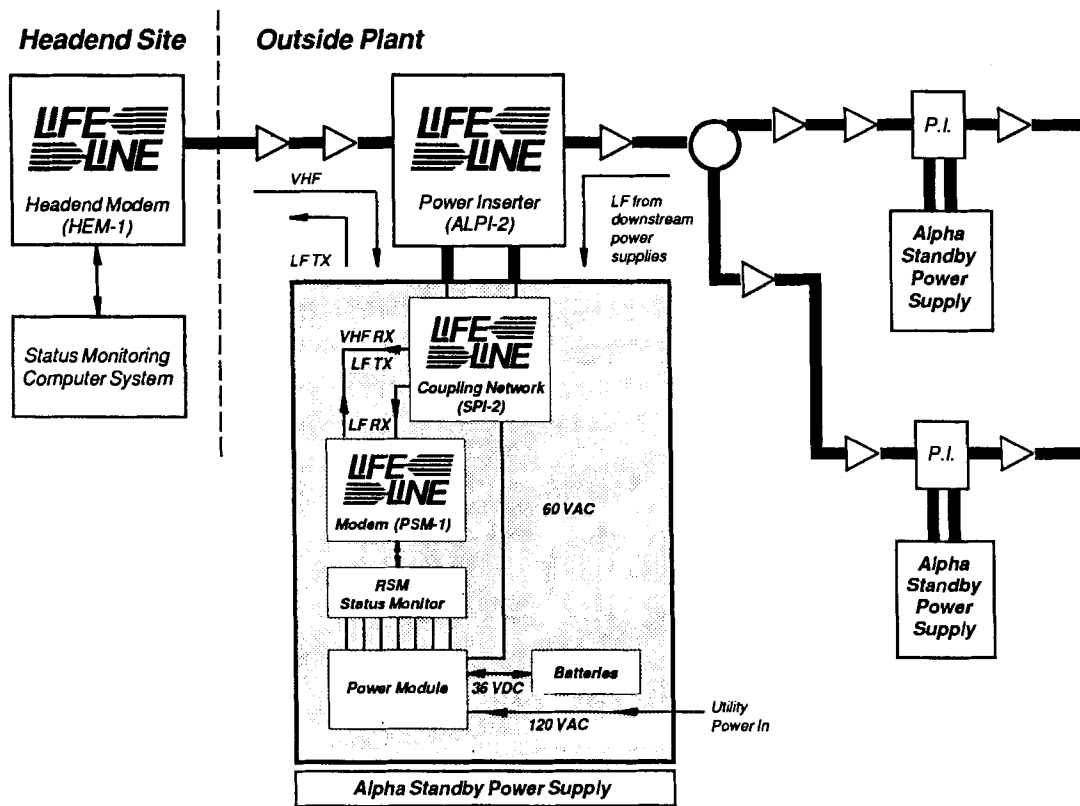 Headend Site
Outside Plant
LIFE
LINE
Headend Modem
(HEM-1)
Status Monitoring
Computer System
VHF
LF TX
LIFE
LINE
Power Inserter
(ALPI-2)
LF from
downstream
power
supplies
P.I.
Alpha
Standby
Power
Supply
P.I.
Alpha
Standby
Power
Supply
LIFE
LINE
Coupling Network
(SPI-2)
VHF RX
LF TX
LF RX
LIFE
LINE
Modem (PSM-1)
60 VAC
RSM
Status Monitor
Power Module
36 VDC
Batteries
120 VAC
Utility
Power In
Alpha Standby Power Supply